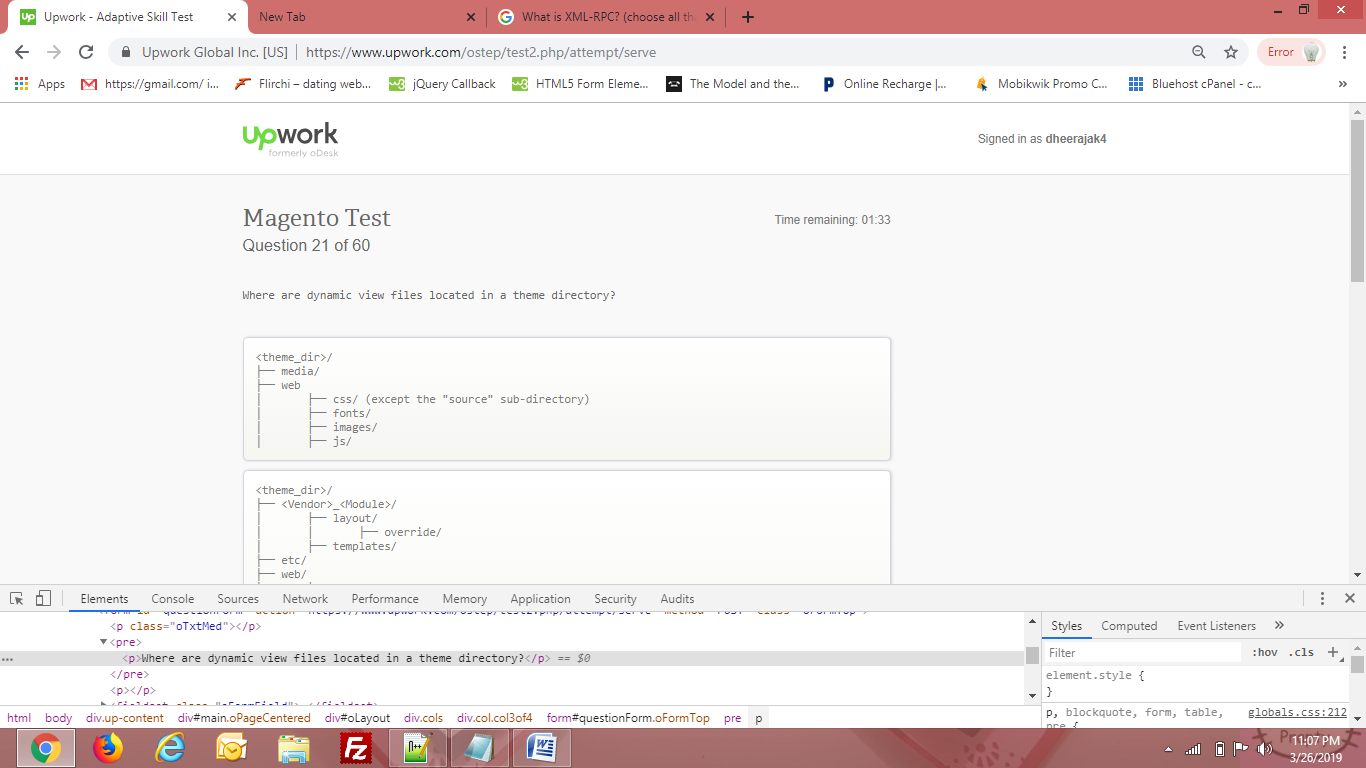 Upwork - Adaptive Skill Test
New Tab
What is XML-RPC? (choose all tha
Upwork Global Inc. [US] | https://www.upwork.com/ostep/test2.php/attempt/serve
Error
Apps
https://gmail.com/ i...
Flirchi – dating web...
jQuery Callback
HTML5 Form Eleme...
The Model and the...
Online Recharge |...
Mobikwik Promo C...
Bluehost cPanel - c...
»
upwork
formerly oDesk
Signed in as dheerajak4
Magento Test
Time remaining: 01:33
Question 21 of 60
Where are dynamic view files located in a theme directory?
<theme_dir>/
├── media/
├── web
│ ├── css/ (except the "source" sub-directory)
│ ├── fonts/
│ ├── images/
│ ├── js/
<theme_dir>/
├── <Vendor>_<Module>/
│ ├── layout/
│ │ ├── override/
│ ├── templates/
├── etc/
├── web/
Elements
Console
Sources
Network
Performance
Memory
Application
Security
Audits
<p class="oTxtMed"></p>
<pre>
<p>Where are dynamic view files located in a theme directory?</p> == $0
</pre>
<p></p>
html body div.up-content div#main.oPageCentered div#oLayout div.cols div.col.col3of4 form#questionForm.oFormTop pre p
Styles
Computed
Event Listeners
»
Filter
:hov .cls +
element.style {
}
p, blockquote, form, table, globals.css:212
pre {
11:07 PM
3/26/2019